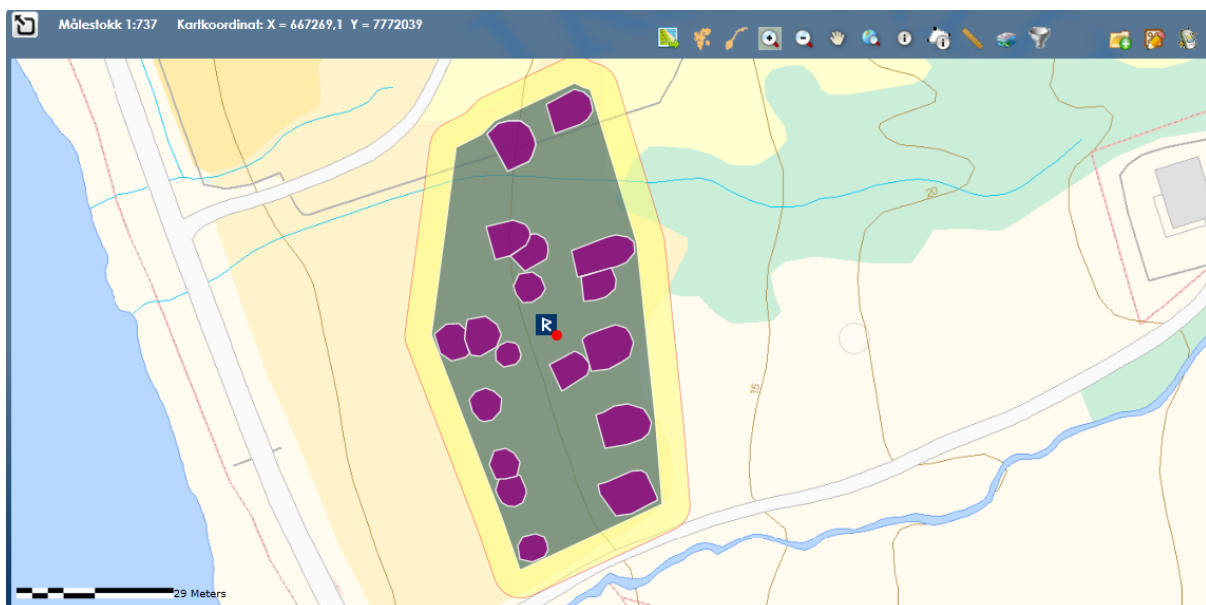 Målestokk 1:737 Kartkoordinat: X = 667269,1 Y = 7772039
20
R
15
29 Meters